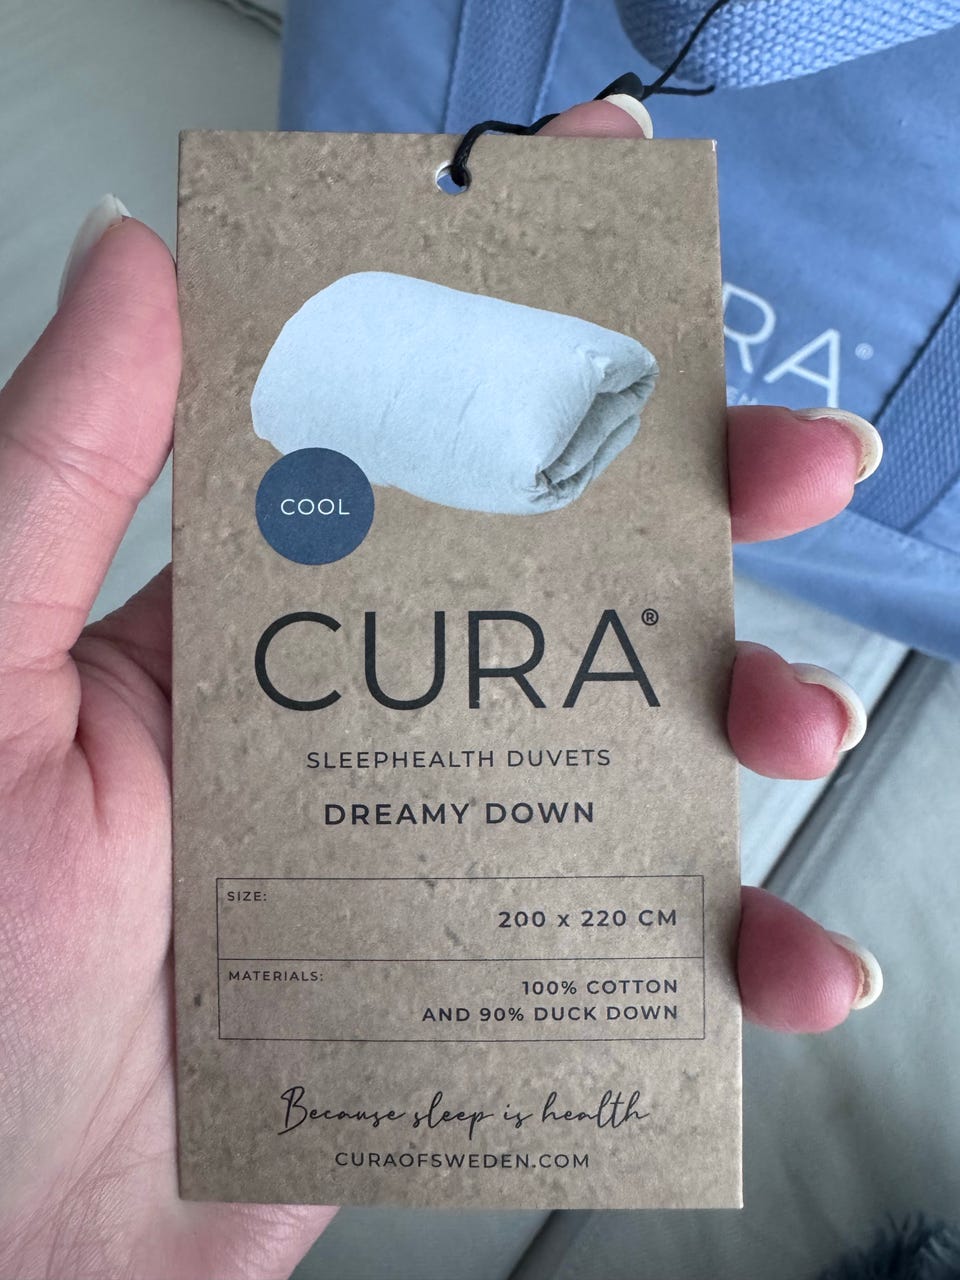 COOL
CURA®
SLEEPHEALTH DUVETS
DREAMY DOWN
SIZE:
200 x 220 CM
MATERIALS:
100% COTTON
AND 90% DUCK DOWN
Because sleep is health
CURAOFSWEDEN.COM
RA®